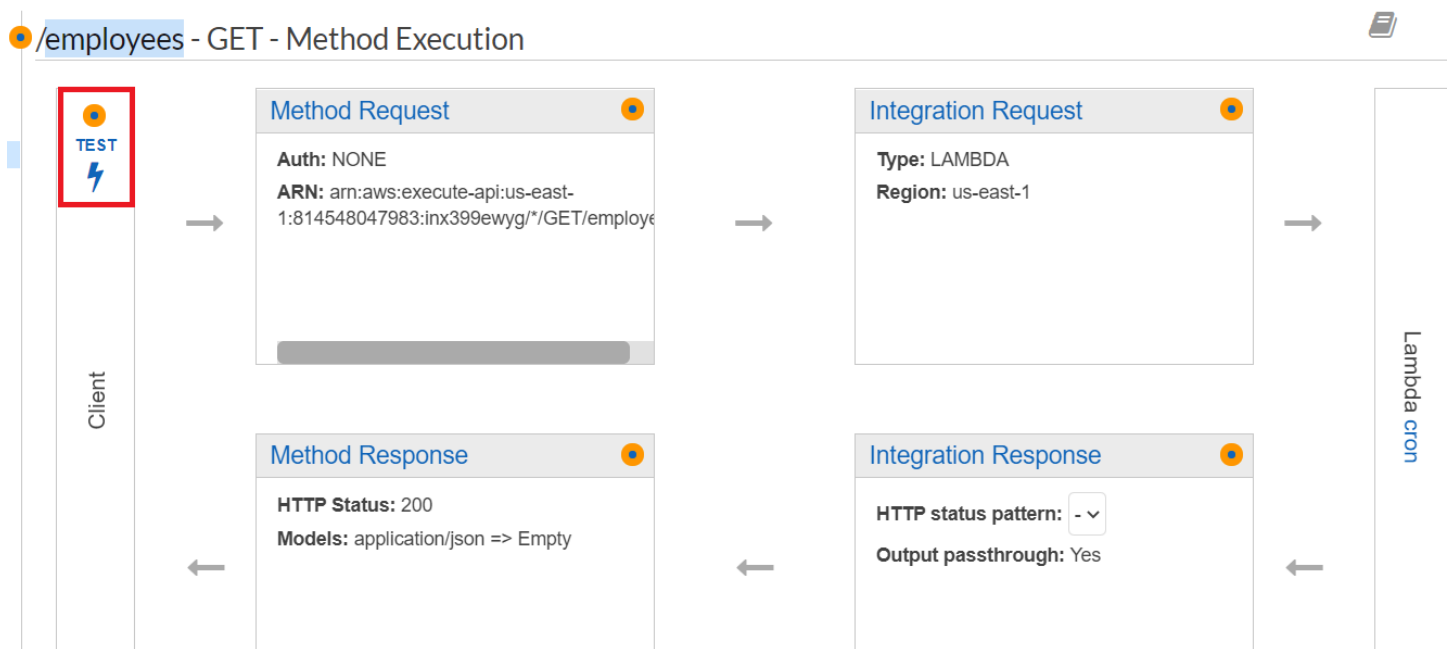 /employees - GET - Method Execution
TEST
Client
Method Request
Auth: NONE
ARN: arn:aws:execute-api:us-east-
1:814548047983:inx399ewyg/*/GET/employe
Integration Request
Type: LAMBDA
Region: us-east-1
Lambda cron
Method Response
HTTP Status: 200
Models: application/json => Empty
Integration Response
HTTP status pattern: -
Output passthrough: Yes